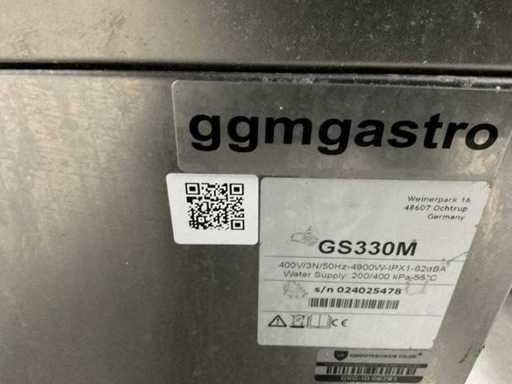 ggmgastro
Weinerpark 16
48607 Ochtrup
Germany
GS330M
400V/3N/50Hz-4900W-IPX1-62dBA
Water Supply: 200/400 kPa-55°C
s/n 024025478